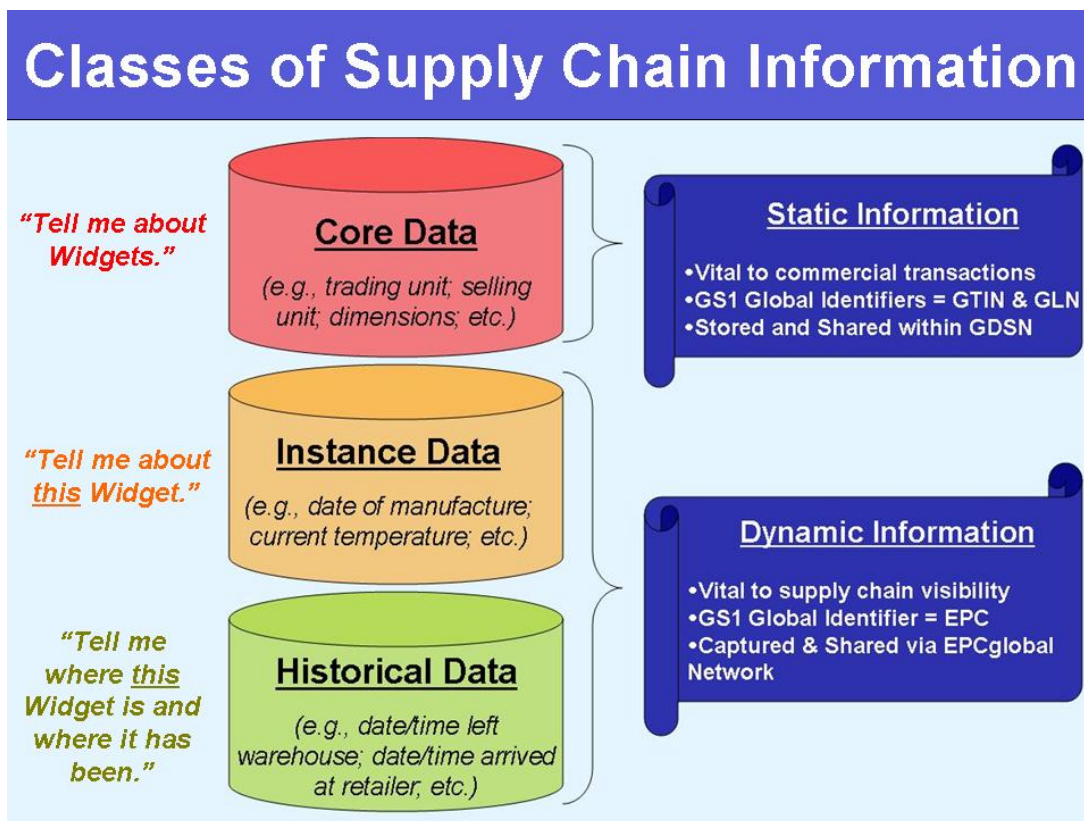 Classes of Supply Chain Information
“Tell me about
Widgets.”
Core Data
(e.g., trading unit; selling
unit; dimensions; etc.)
Static Information
•Vital to commercial transactions
•GS1 Global Identifiers = GTIN & GLN
•Stored and Shared within GDSN
“Tell me about
this Widget.”
Instance Data
(e.g., date of manufacture;
current temperature; etc.)
Dynamic Information
•Vital to supply chain visibility
•GS1 Global Identifier = EPC
•Captured & Shared via EPCglobal
Network
“Tell me
where this
Widget is and
where it has
been.”
Historical Data
(e.g., date/time left
warehouse; date/time arrived
at retailer; etc.)